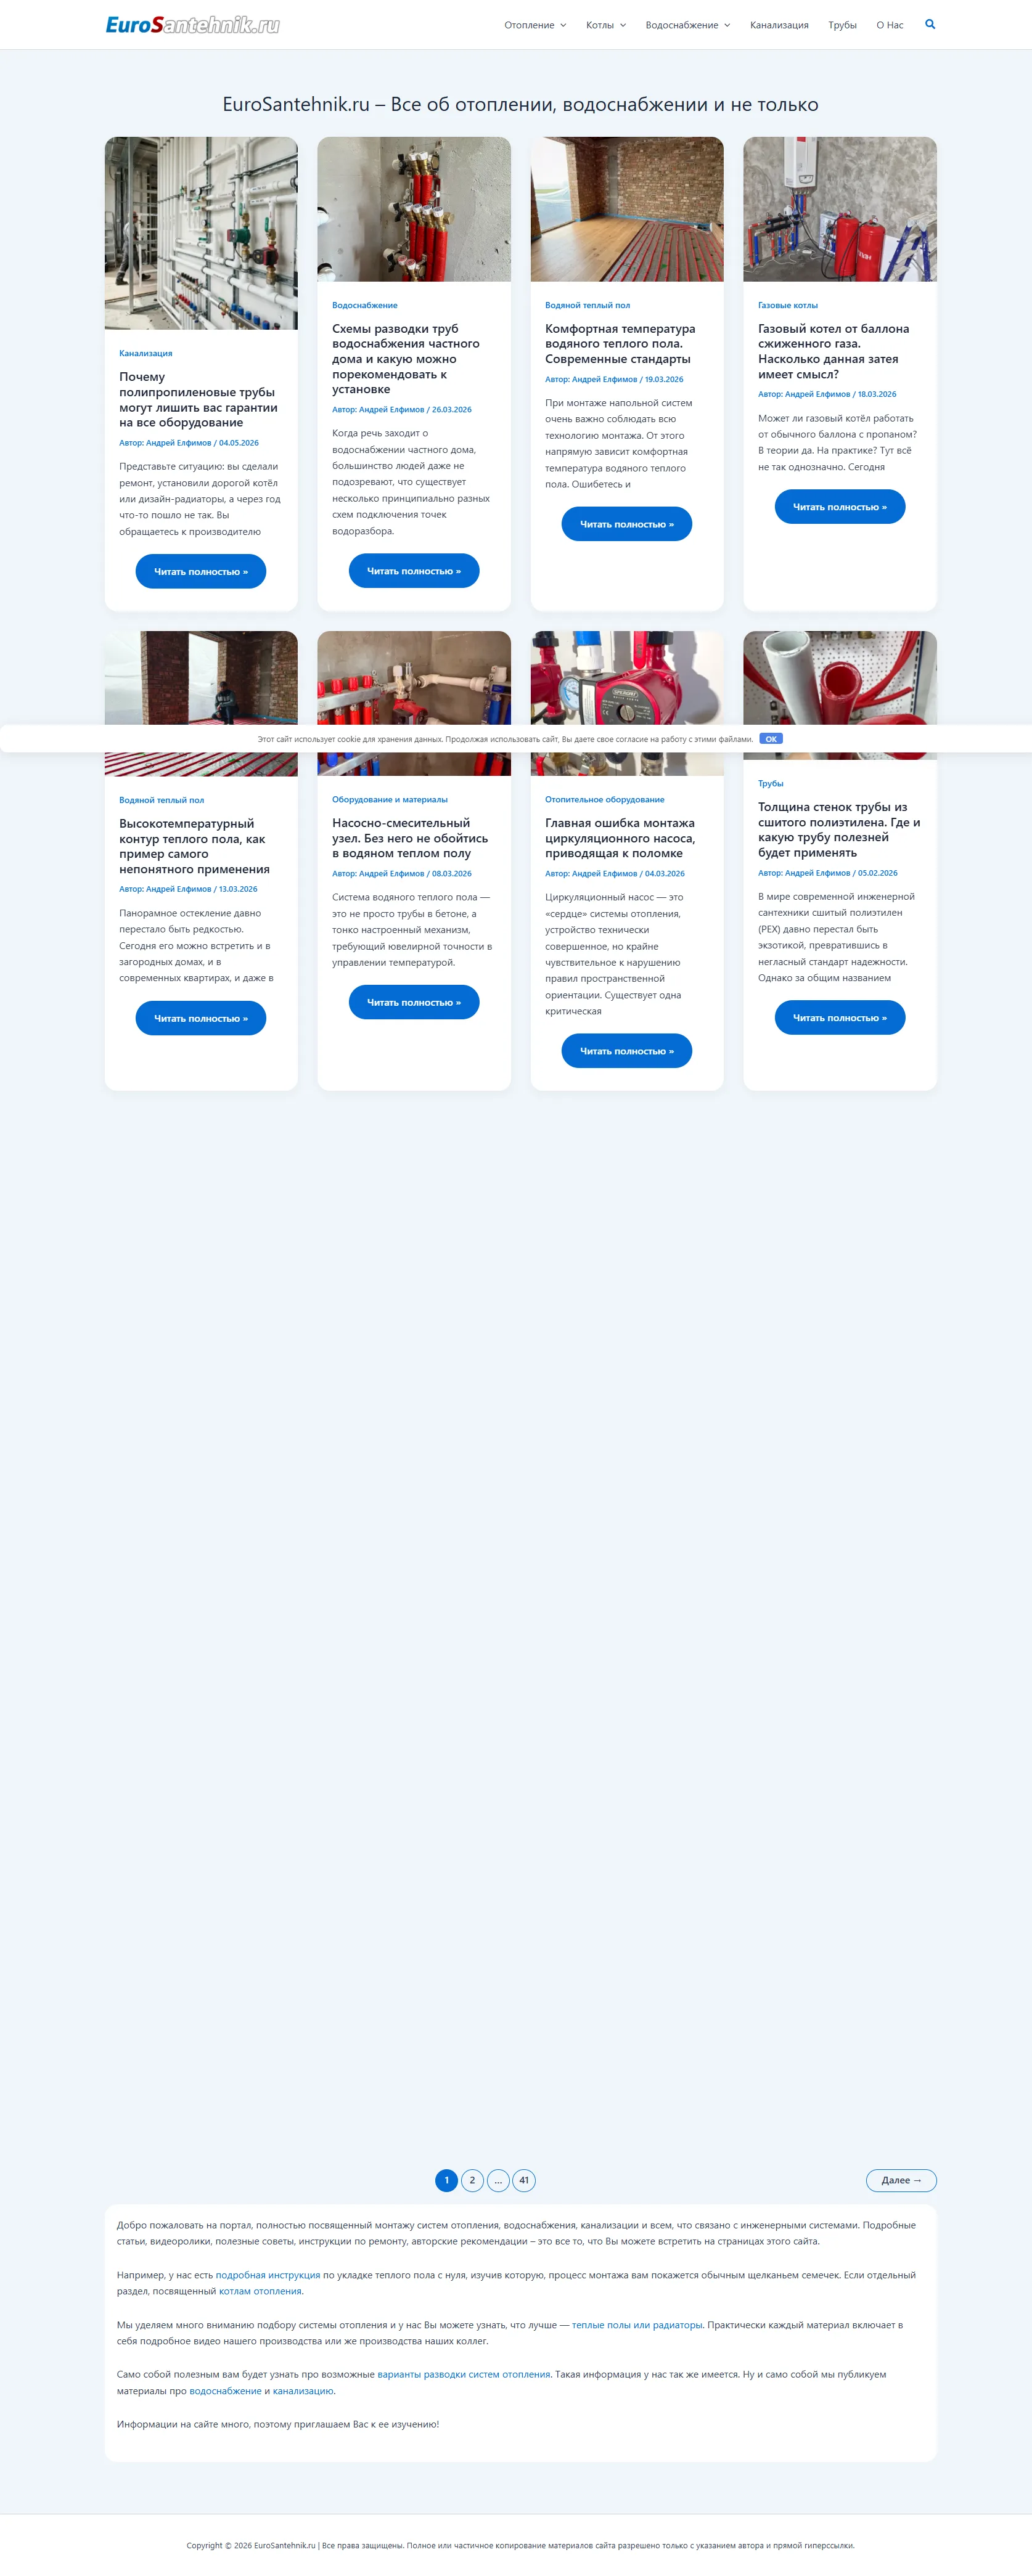 EuroSantehnik.ru
Отопление
Котлы
Водоснабжение
Канализация
Трубы
О Нас
EuroSantehnik.ru – Все об отоплении, водоснабжении и не только
Канализация
Почему
полипропиленовые трубы
могут лишить вас гарантии
на все оборудование
Автор: Андрей Елфимов / 04.05.2026
Представьте ситуацию: вы сделали
ремонт, установили дорогой котёл
или дизайн-радиаторы, а через год
что-то пошло не так. Вы
обращаетесь к производителю
Читать полностью »
Водоснабжение
Схемы разводки труб
водоснабжения частного
дома и какую можно
порекомендовать к
установке
Автор: Андрей Елфимов / 26.03.2026
Когда речь заходит о
водоснабжении частного дома,
большинство людей даже не
подозревают, что существует
несколько принципиально разных
схем подключения точек
водоразбора.
Читать полностью »
Водяной теплый пол
Комфортная температура
водяного теплого пола.
Современные стандарты
Автор: Андрей Елфимов / 19.03.2026
При монтаже напольной систем
очень важно соблюдать всю
технологию монтажа. От этого
напрямую зависит комфортная
температура водяного теплого
пола. Ошибетесь и
Читать полностью »
Газовые котлы
Газовый котел от баллона
сжиженного газа.
Насколько данная затея
имеет смысл?
Автор: Андрей Елфимов / 18.03.2026
Может ли газовый котёл работать
от обычного баллона с пропаном?
В теории да. На практике? Тут всё
не так однозначно. Сегодня
Читать полностью »
Этот сайт использует cookie для хранения данных. Продолжая использовать сайт, Вы даете свое согласие на работу с этими файлами.
OK
Водяной теплый пол
Высокотемпературный
контур теплого пола, как
пример самого
непонятного применения
Автор: Андрей Елфимов / 13.03.2026
Панорамное остекление давно
перестало быть редкостью.
Сегодня его можно встретить и в
загородных домах, и в
современных квартирах, и даже в
Читать полностью »
Оборудование и материалы
Насосно-смесительный
узел. Без него не обойтись
в водяном теплом полу
Автор: Андрей Елфимов / 08.03.2026
Система водяного теплого пола —
это не просто трубы в бетоне, а
тонко настроенный механизм,
требующий ювелирной точности в
управлении температурой.
Читать полностью »
Отопительное оборудование
Главная ошибка монтажа
циркуляционного насоса,
приводящая к поломке
Автор: Андрей Елфимов / 04.03.2026
Циркуляционный насос — это
«сердце» системы отопления,
устройство технически
совершенное, но крайне
чувствительное к нарушению
правил пространственной
ориентации. Существует одна
критическая
Читать полностью »
Трубы
Толщина стенок трубы из
сшитого полиэтилена. Где и
какую трубу полезней
будет применять
Автор: Андрей Елфимов / 05.02.2026
В мире современной инженерной
сантехники сшитый полиэтилен
(PEX) давно перестал быть
экзотикой, превратившись в
негласный стандарт надежности.
Однако за общим названием
Читать полностью »
1 2 … 41
Далее →
Добро пожаловать на портал, полностью посвященный монтажу систем отопления, водоснабжения, канализации и всем, что связано с инженерными системами. Подробные
статьи, видеоролики, полезные советы, инструкции по ремонту, авторские рекомендации – это все то, что Вы можете встретить на страницах этого сайта.
Например, у нас есть подробная инструкция по укладке теплого пола с нуля, изучив которую, процесс монтажа вам покажется обычным щелканьем семечек. Если отдельный
раздел, посвященный котлам отопления.
Мы уделяем много вниманию подбору системы отопления и у нас Вы можете узнать, что лучше — теплые полы или радиаторы. Практически каждый материал включает в
себя подробное видео нашего производства или же производства наших коллег.
Само собой полезным вам будет узнать про возможные варианты разводки систем отопления. Такая информация у нас так же имеется. Ну и само собой мы публикуем
материалы про водоснабжение и канализацию.
Информации на сайте много, поэтому приглашаем Вас к ее изучению!
Copyright © 2026 EuroSantehnik.ru | Все права защищены. Полное или частичное копирование материалов сайта разрешено только с указанием автора и прямой гиперссылки.